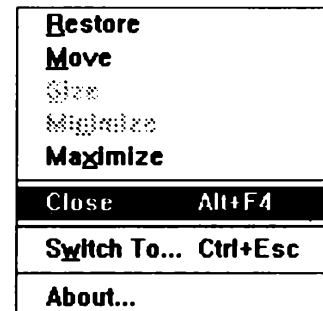 Restore
Move
Size
Minimize
Maximize
Close Alt+F4
Switch To... Ctrl+Esc
About...